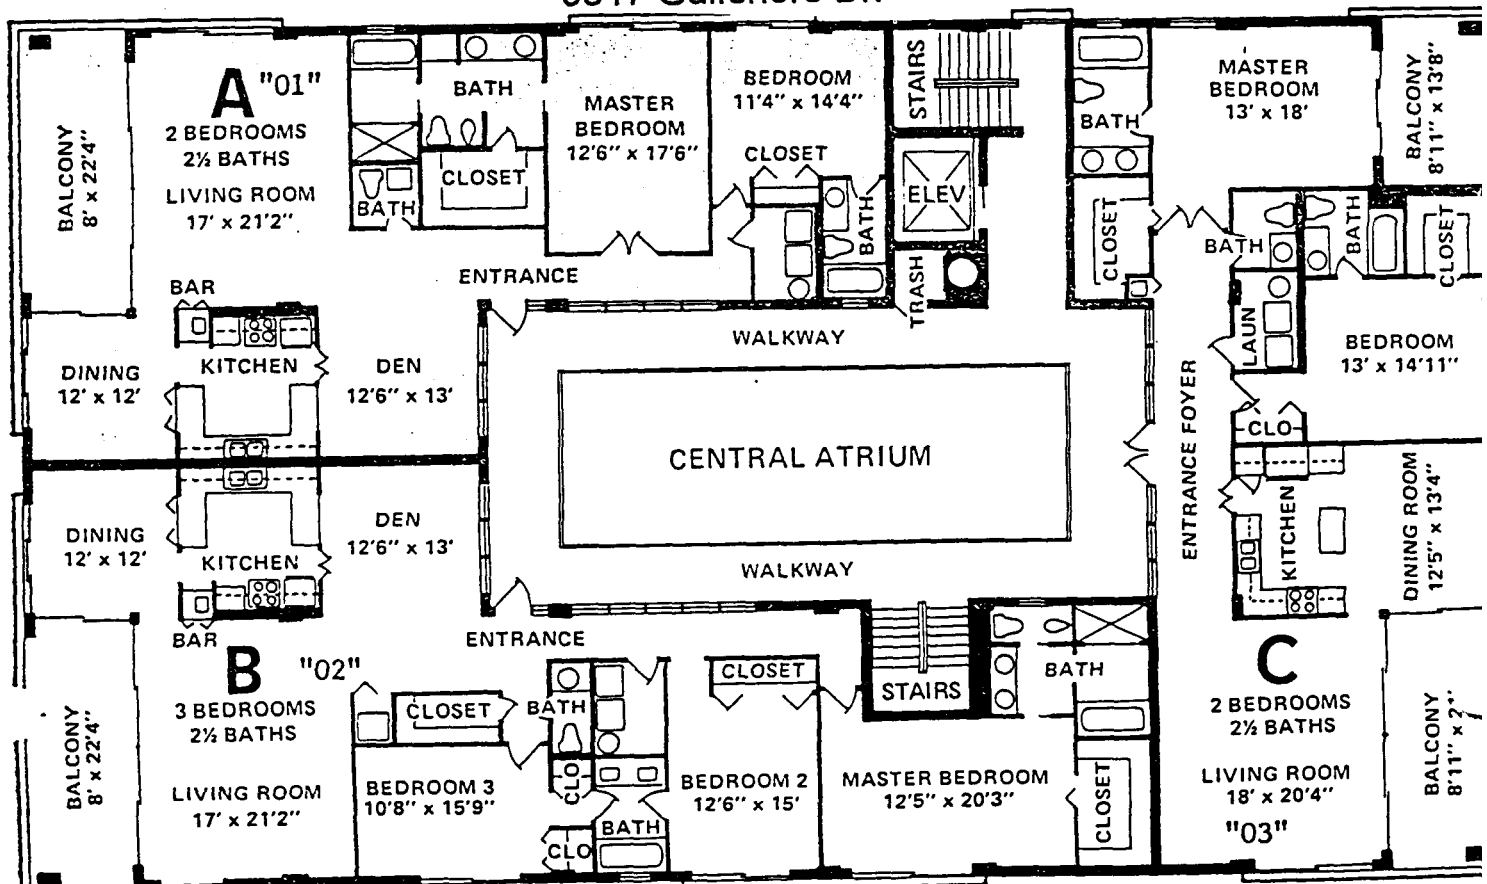 A "01"
2 BEDROOMS
2½ BATHS
LIVING ROOM
17' x 21'2"
BALCONY
8' x 22'4"
BATH
CLOSET
BATH
MASTER
BEDROOM
12'6" x 17'6"
BEDROOM
11'4" x 14'4"
CLOSET
BATH
STAIRS
ELEV
TRASH
BATH
CLOSET
MASTER
BEDROOM
13' x 18'
BALCONY
8'11" x 13'8"
BATH
BATH
CLOSET
LAUN
BEDROOM
13' x 14'11"
CLO
ENTRANCE
BAR
KITCHEN
DINING
12' x 12'
DEN
12'6" x 13'
WALKWAY
CENTRAL ATRIUM
WALKWAY
ENTRANCE FOYER
KITCHEN
DINING ROOM
12'5" x 13'4"
DINING
12' x 12'
DEN
12'6" x 13'
KITCHEN
BAR
ENTRANCE
B "02"
3 BEDROOMS
2½ BATHS
LIVING ROOM
17' x 21'2"
BALCONY
8' x 22'4"
CLOSET
BATH
BEDROOM 3
10'8" x 15'9"
CLO
CLO
BATH
CLOSET
BEDROOM 2
12'6" x 15'
STAIRS
MASTER BEDROOM
12'5" x 20'3"
BATH
CLOSET
C
2 BEDROOMS
2½ BATHS
LIVING ROOM
18' x 20'4"
"03"
BALCONY
8'11" x